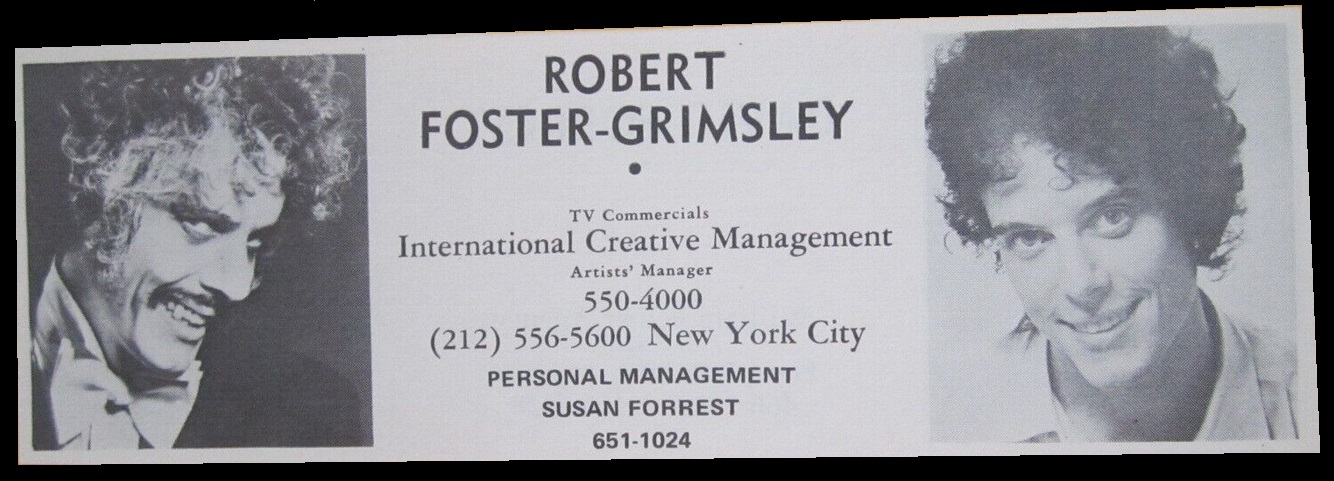 ROBERT
FOSTER-GRIMSLEY
•
TV Commercials
International Creative Management
Artists' Manager
550-4000
(212) 556-5600 New York City
PERSONAL MANAGEMENT
SUSAN FORREST
651-1024